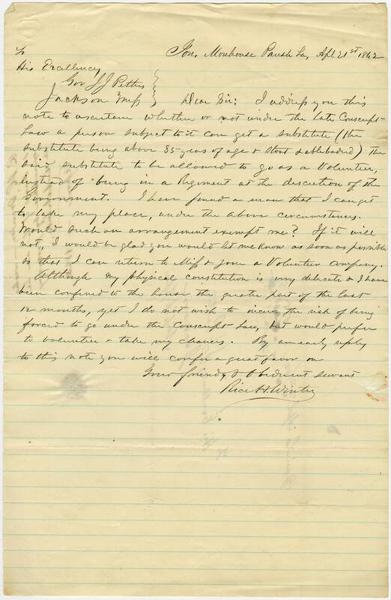 To
Jon, Morehouse Parish La, Apl 21st 1862
His Excellency
Gov J J Pettus
Jackson Miss
Dear Sir: I address you this
note to ascertain whether or not under the late Conscript
Law a person subject to it can get a substitute (the
substitute being above 35 years of age & stout & ablebodied) the
said substitute to be allowed to go as a Volunteer,
instead of being in a Regiment at the discretion of the
Government. I have found a man that I can get
to take my place, under the above circumstances.
Would such an arrangement exempt me? If it will
not, I would be glad you would let me know as soon as possible
so that I can return to Miss & join a Volunteer company.
Although my physical constitution is very delicate & I have
been confined to the house the greater part of the last
months, yet I do not wish to incur the risk of being
forced to go under the Conscript Law, but would prefer
to volunteer & take my chances. By an early reply
to this note you will confer a great favor on
Your friend & Obedient servant
Rice H. Winter